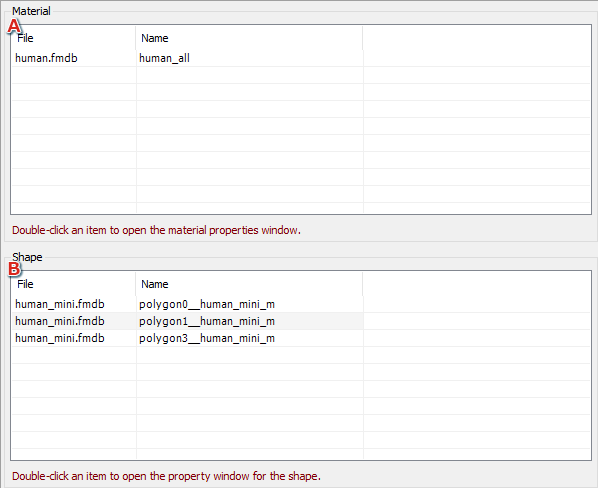 Material
A
File Name
human.fmdb human_all
Double-click an item to open the material properties window.
Shape
B
File Name
human_mini.fmdb polygon0__human_mini_m
human_mini.fmdb polygon1__human_mini_m
human_mini.fmdb polygon3__human_mini_m
Double-click an item to open the property window for the shape.